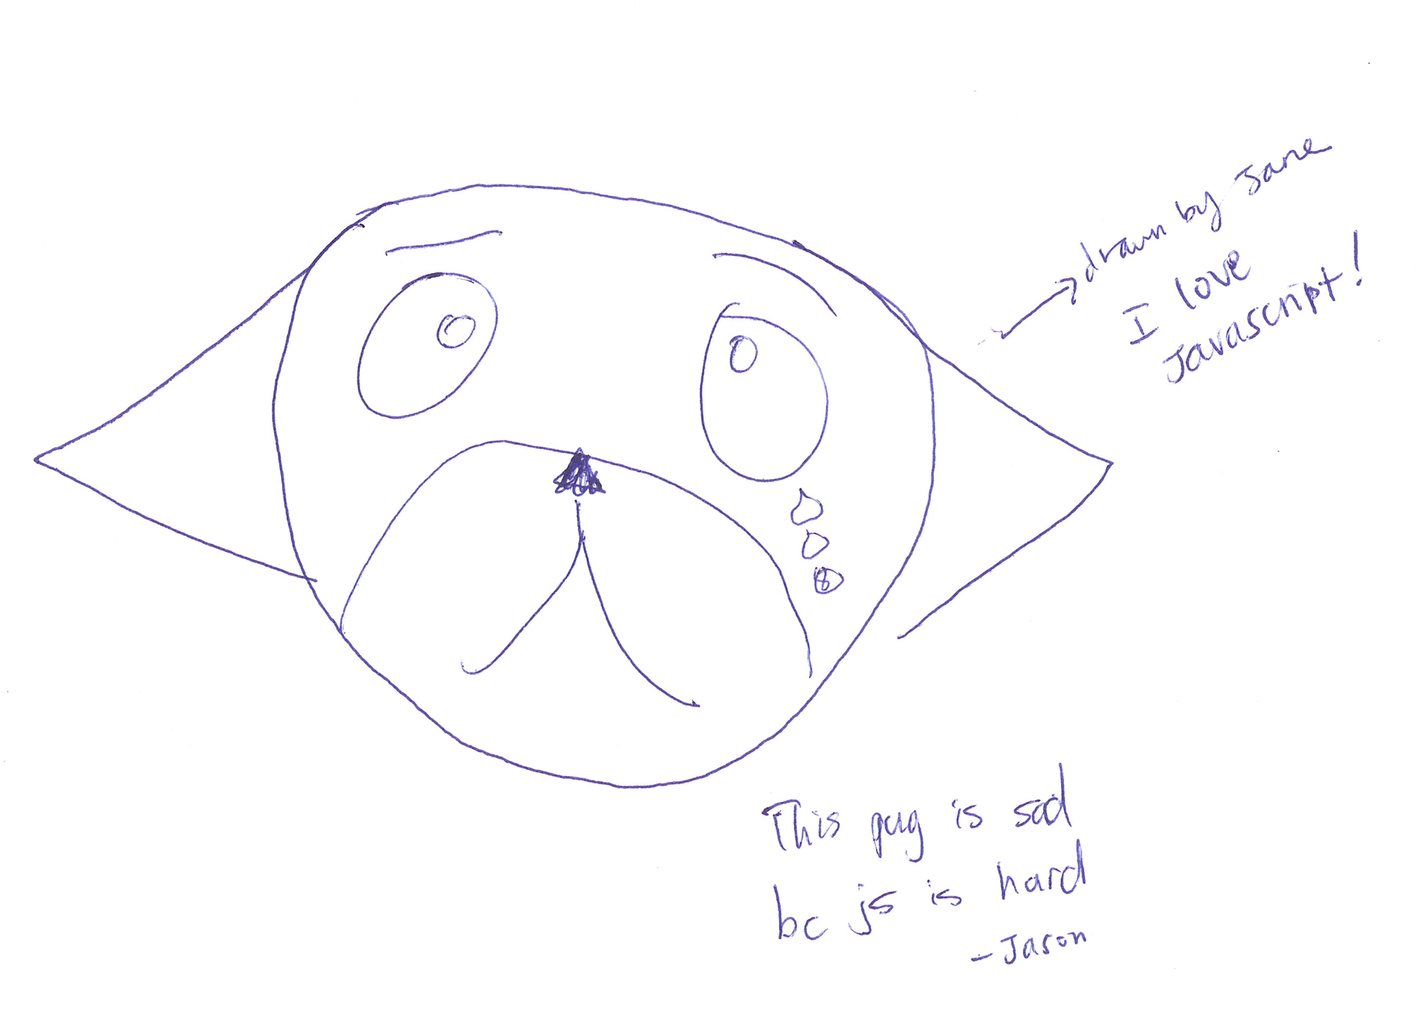 drawn by Jane
I love
Javascript!
This pug is sad
bc js is hard
- Jason